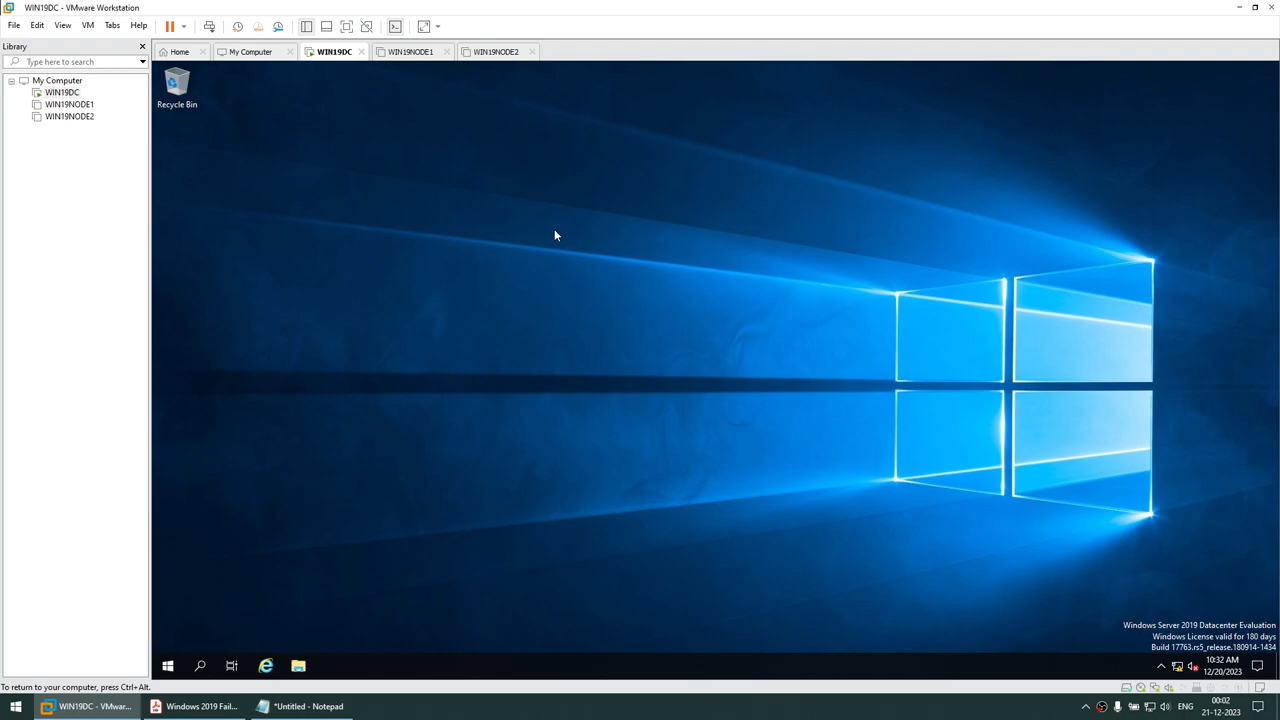 WIN19DC - VMware Workstation
File Edit View VM Tabs Help
Library
Type here to search
My Computer
WIN19DC
WIN19NODE1
WIN19NODE2
Home My Computer WIN19DC WIN19NODE1 WIN19NODE2
Recycle Bin
Windows Server 2019 Datacenter Evaluation
Windows License valid for 180 days
Build 17763.rs5_release.180914-1434
10:32 AM
12/20/2023
To return to your computer, press Ctrl+Alt.
WIN19DC - VMwar...
Windows 2019 Fail...
*Untitled - Notepad
ENG
00:02
21-12-2023